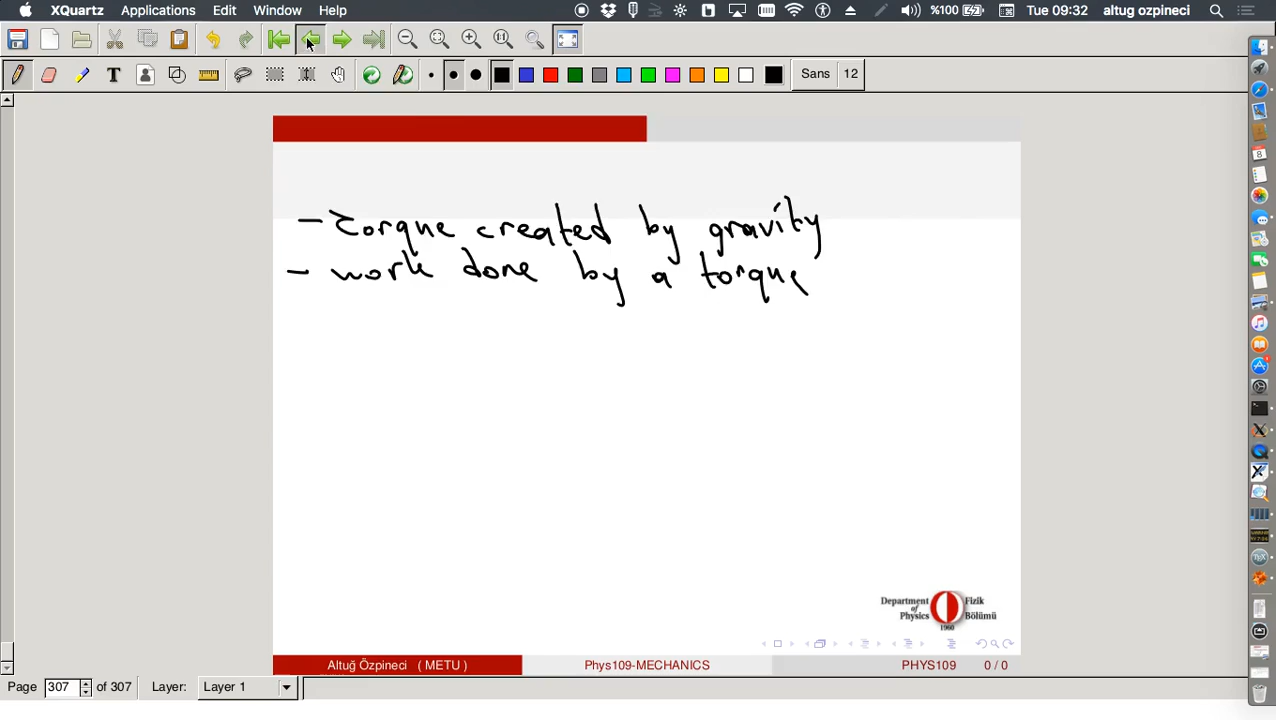 XQuartz Applications Edit Window Help %100 Tue 09:32 altug ozpineci
Sans 12
- Torque created by gravity
- work done by a torque
Department of Physics Fizik Bölümü
1960
Altuğ Özpineci ( METU ) Phys109-MECHANICS PHYS109 0 / 0
Page 307 of 307 Layer: Layer 1